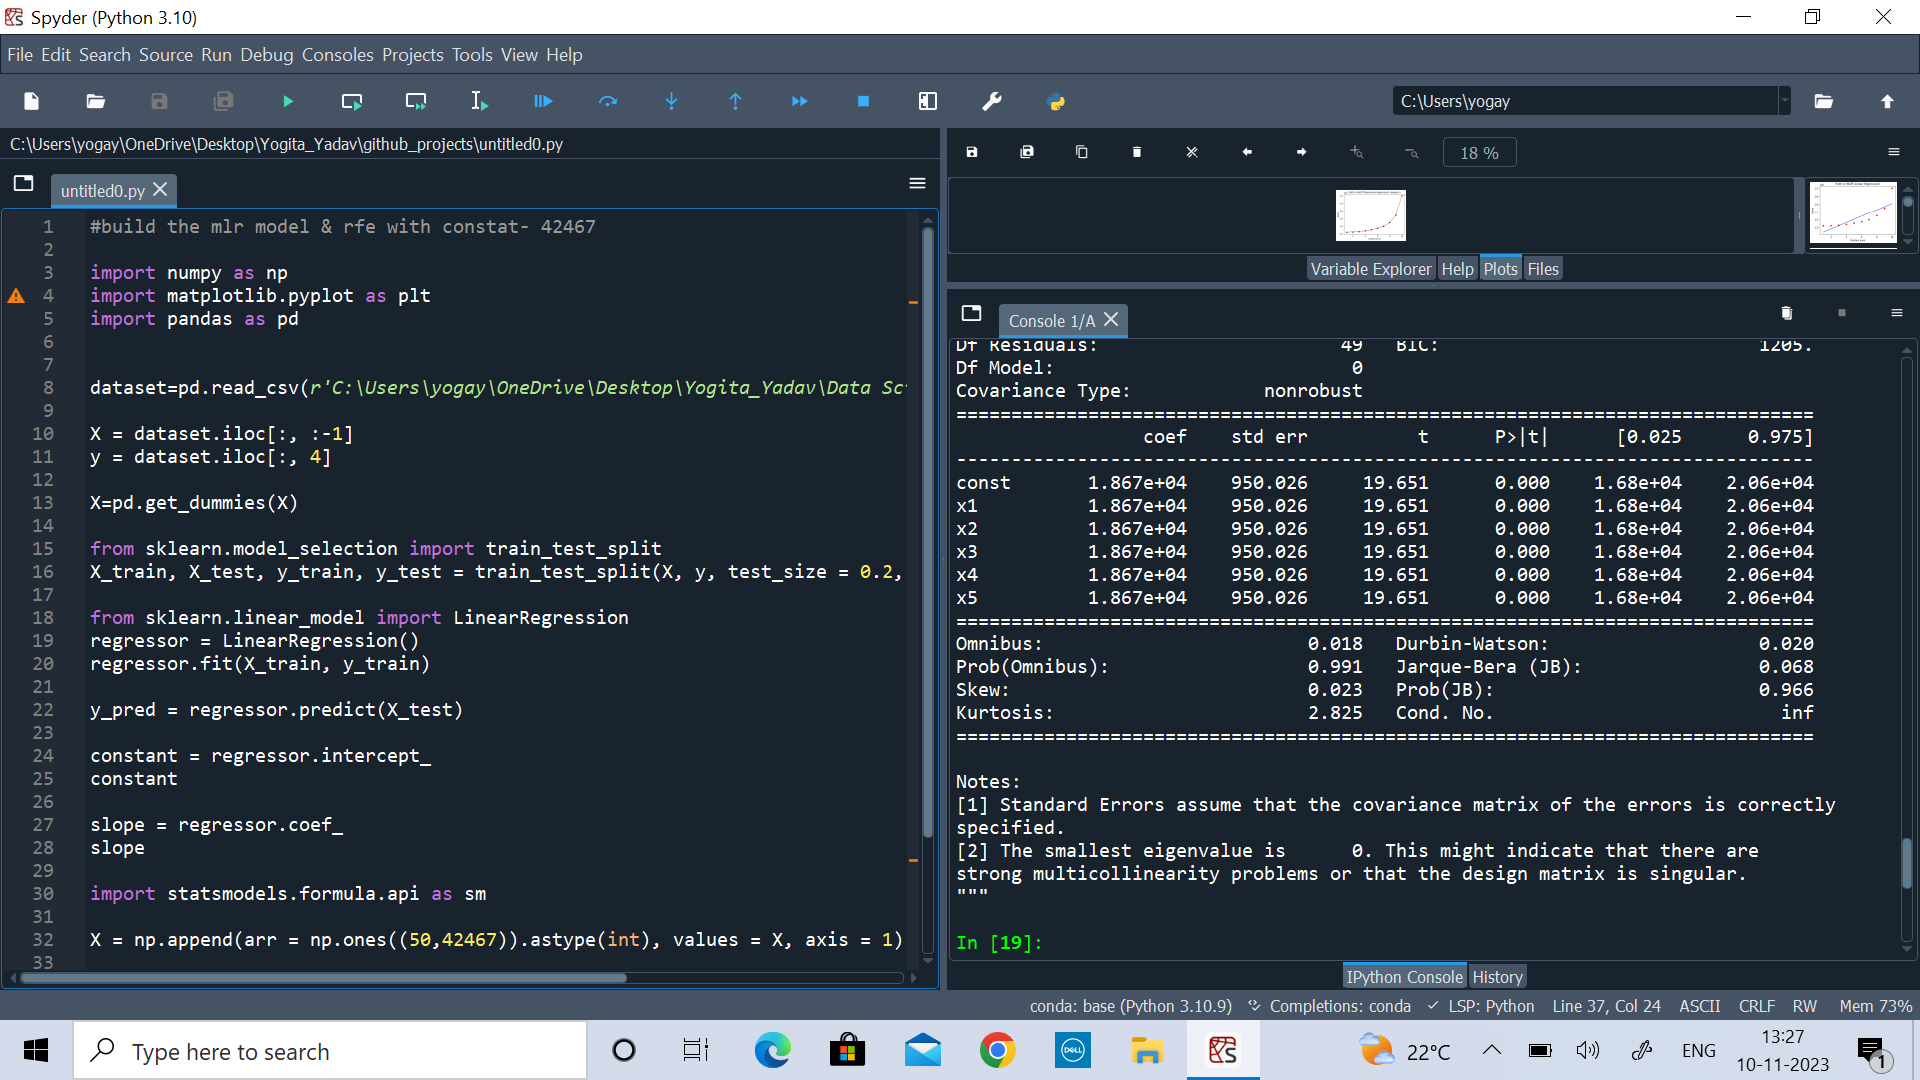 Spyder (Python 3.10)
File Edit Search Source Run Debug Consoles Projects Tools View Help
C:\Users\yogay
C:\Users\yogay\OneDrive\Desktop\Yogita_Yadav\github_projects\untitled0.py
untitled0.py
1 #build the mlr model & rfe with constat- 42467
2
3 import numpy as np
4 import matplotlib.pyplot as plt
5 import pandas as pd
6
7
8 dataset=pd.read_csv(r'C:\Users\yogay\OneDrive\Desktop\Yogita_Yadav\Data Sc
9
10 X = dataset.iloc[:, :-1]
11 y = dataset.iloc[:, 4]
12
13 X=pd.get_dummies(X)
14
15 from sklearn.model_selection import train_test_split
16 X_train, X_test, y_train, y_test = train_test_split(X, y, test_size = 0.2,
17
18 from sklearn.linear_model import LinearRegression
19 regressor = LinearRegression()
20 regressor.fit(X_train, y_train)
21
22 y_pred = regressor.predict(X_test)
23
24 constant = regressor.intercept_
25 constant
26
27 slope = regressor.coef_
28 slope
29
30 import statsmodels.formula.api as sm
31
32 X = np.append(arr = np.ones((50,42467)).astype(int), values = X, axis = 1)
33
18 %
Variable Explorer Help Plots Files
Console 1/A
Df Residuals: 49 BIC: 1205.
Df Model: 0
Covariance Type: nonrobust
==============================================================================
coef std err t P>|t| [0.025 0.975]
------------------------------------------------------------------------------
const 1.867e+04 950.026 19.651 0.000 1.68e+04 2.06e+04
x1 1.867e+04 950.026 19.651 0.000 1.68e+04 2.06e+04
x2 1.867e+04 950.026 19.651 0.000 1.68e+04 2.06e+04
x3 1.867e+04 950.026 19.651 0.000 1.68e+04 2.06e+04
x4 1.867e+04 950.026 19.651 0.000 1.68e+04 2.06e+04
x5 1.867e+04 950.026 19.651 0.000 1.68e+04 2.06e+04
==============================================================================
Omnibus: 0.018 Durbin-Watson: 0.020
Prob(Omnibus): 0.991 Jarque-Bera (JB): 0.068
Skew: 0.023 Prob(JB): 0.966
Kurtosis: 2.825 Cond. No. inf
==============================================================================
Notes:
[1] Standard Errors assume that the covariance matrix of the errors is correctly
specified.
[2] The smallest eigenvalue is 0. This might indicate that there are
strong multicollinearity problems or that the design matrix is singular.
"""
In [19]:
IPython Console History
conda: base (Python 3.10.9) Completions: conda LSP: Python Line 37, Col 24 ASCII CRLF RW Mem 73%
Type here to search
DELL
22°C
ENG
13:27
10-11-2023
1